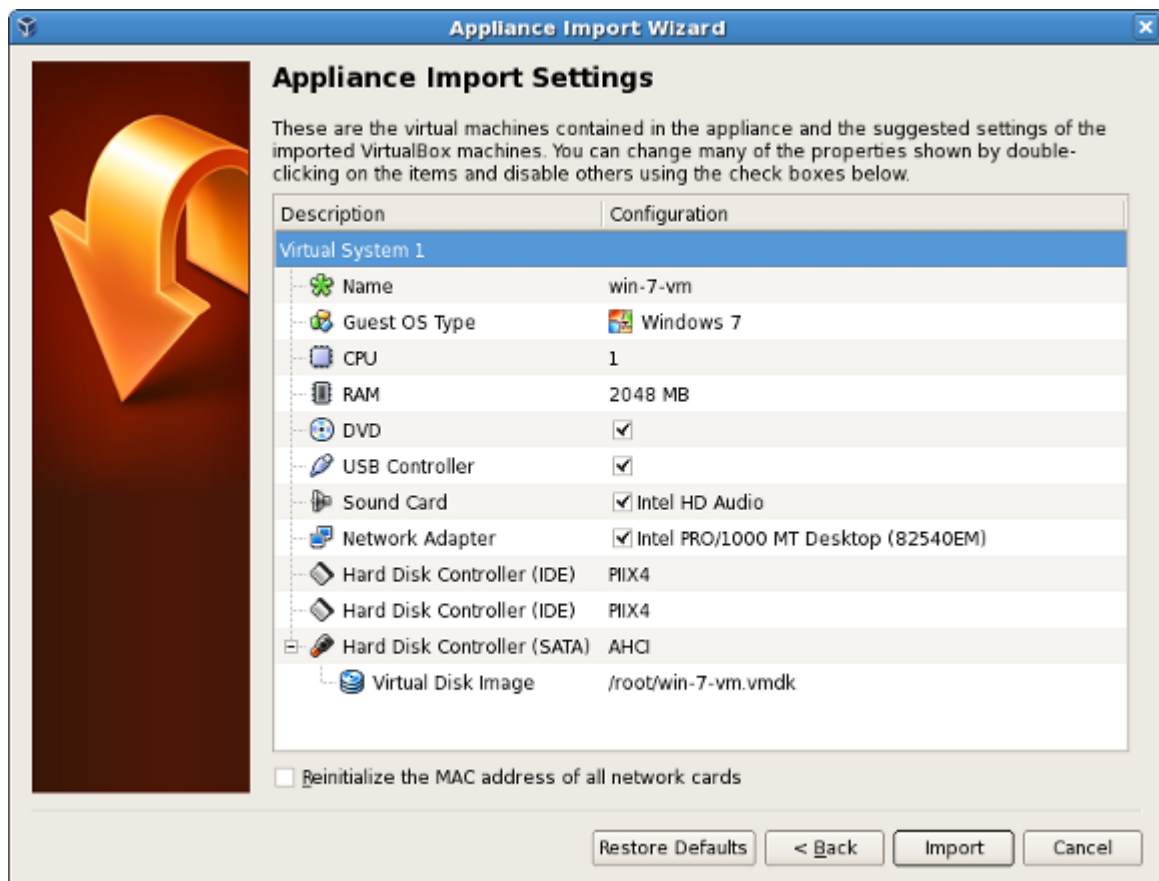 Appliance Import Wizard
Appliance Import Settings
These are the virtual machines contained in the appliance and the suggested settings of the
imported VirtualBox machines. You can change many of the properties shown by double-
clicking on the items and disable others using the check boxes below.
Description Configuration
Virtual System 1
Name win-7-vm
Guest OS Type Windows 7
CPU 1
RAM 2048 MB
DVD
USB Controller
Sound Card Intel HD Audio
Network Adapter Intel PRO/1000 MT Desktop (82540EM)
Hard Disk Controller (IDE) PIIX4
Hard Disk Controller (IDE) PIIX4
Hard Disk Controller (SATA) AHCI
Virtual Disk Image /root/win-7-vm.vmdk
Reinitialize the MAC address of all network cards
Restore Defaults < Back Import Cancel